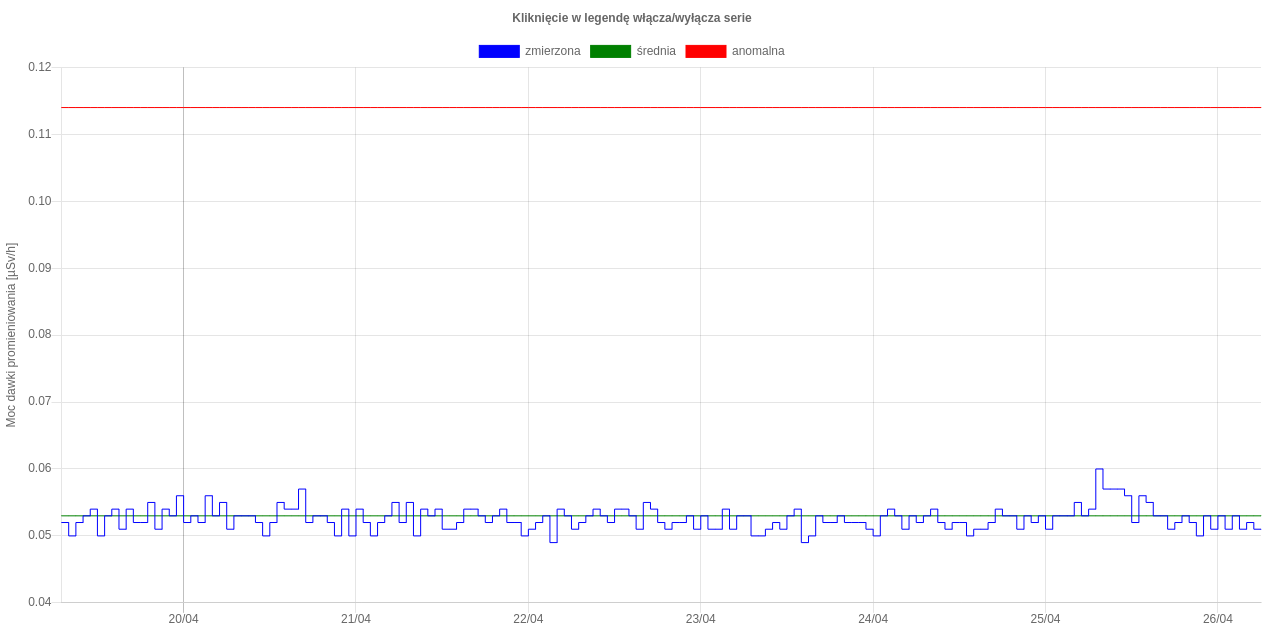 Kliknięcie w legendę włącza/wyłącza serie
zmierzona średnia anomalna
Moc dawki promieniowania [µSv/h]
0.12
0.11
0.10
0.09
0.08
0.07
0.06
0.05
0.04
20/04 21/04 22/04 23/04 24/04 25/04 26/04